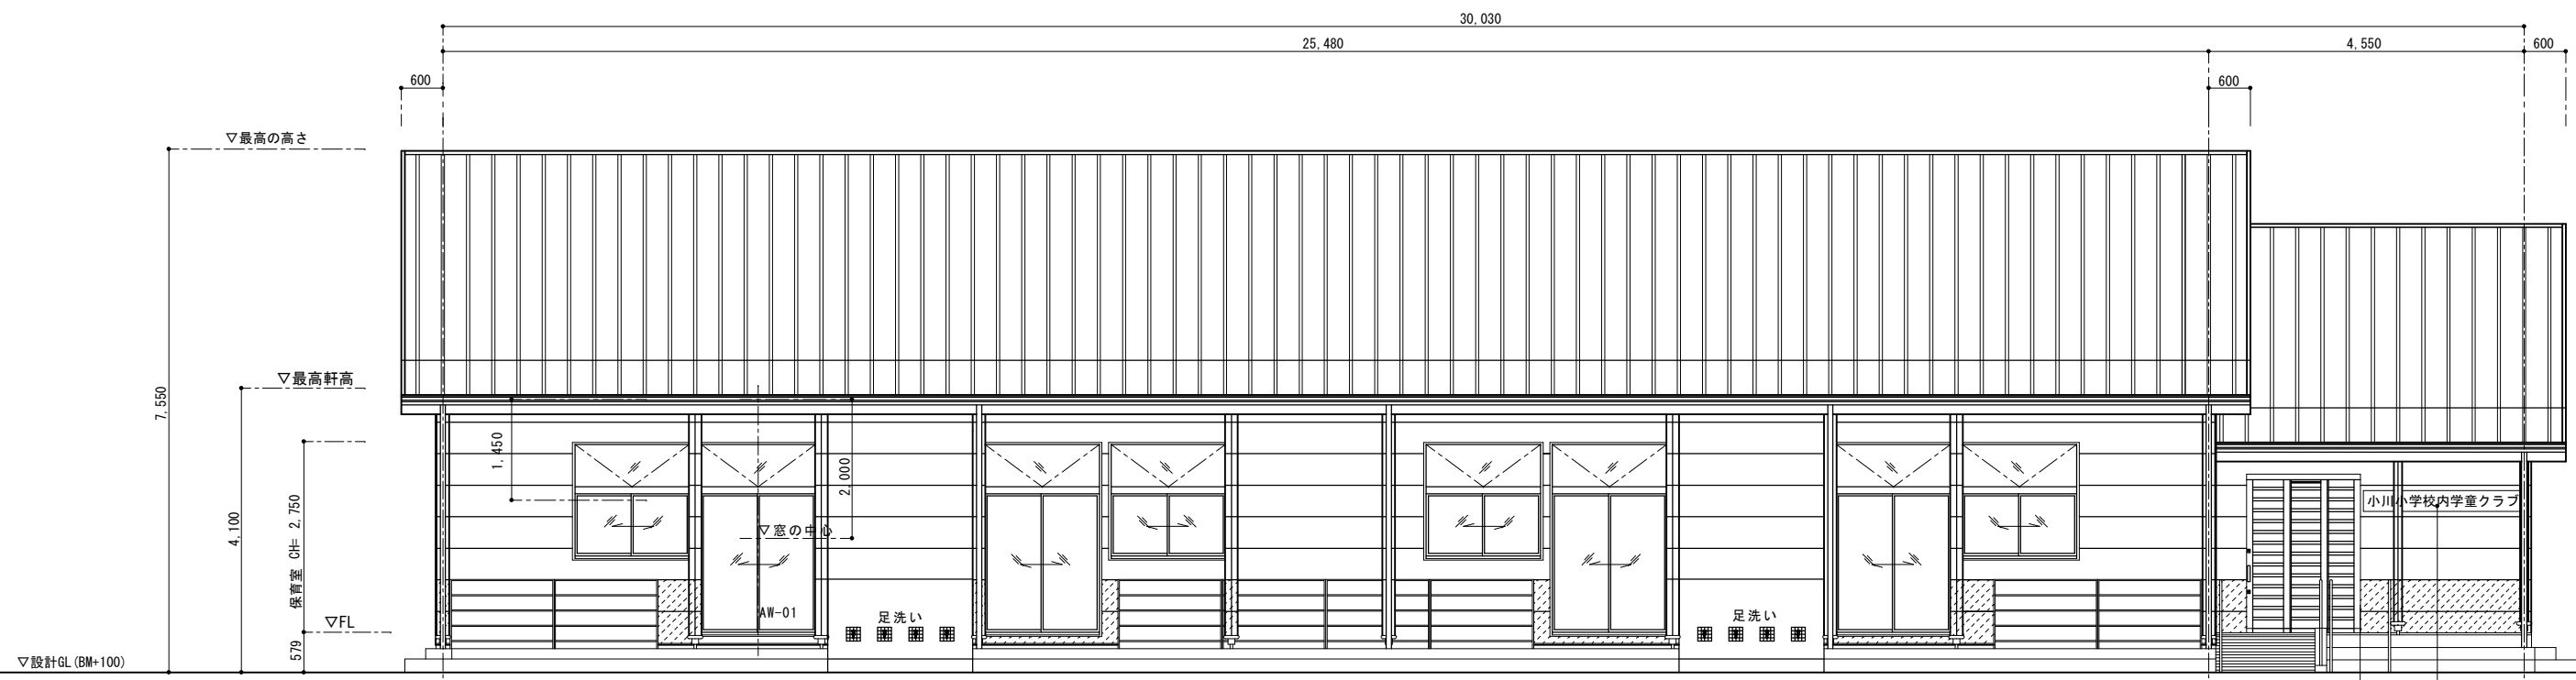 30,030
25,480
4,550
600
600
600
▽最高の高さ
7,550
▽最高軒高
4,100
1,450
2,000
保育室 CH= 2,750
▽窓の中心
小川小学校内学童クラブ
AW-01
足洗い
足洗い
▽FL
579
▽設計GL(BM+100)